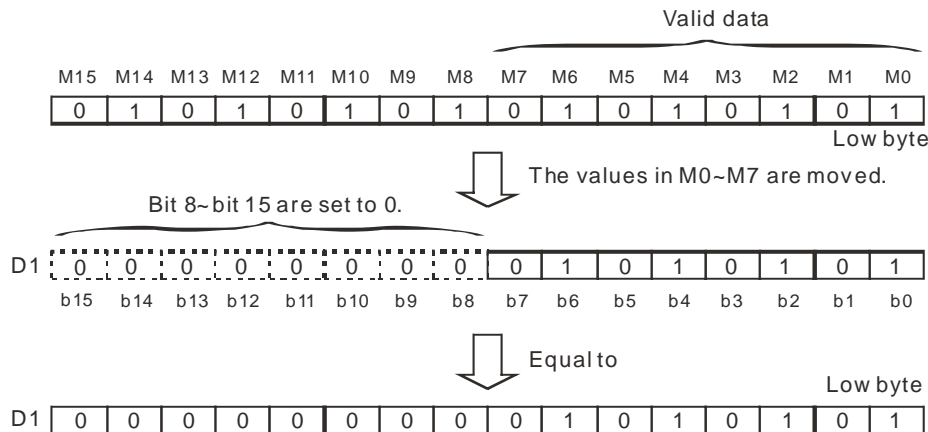 Valid data
M15 M14 M13 M12 M11 M10 M9 M8 M7 M6 M5 M4 M3 M2 M1 M0
0 1 0 1 0 1 0 1 0 1 0 1 0 1 0 1
Low byte
The values in M0~M7 are moved.
Bit 8~bit 15 are set to 0.
D1 0 0 0 0 0 0 0 0 0 1 0 1 0 1 0 1
b15 b14 b13 b12 b11 b10 b9 b8 b7 b6 b5 b4 b3 b2 b1 b0
Equal to
Low byte
D1 0 0 0 0 0 0 0 0 0 1 0 1 0 1 0 1